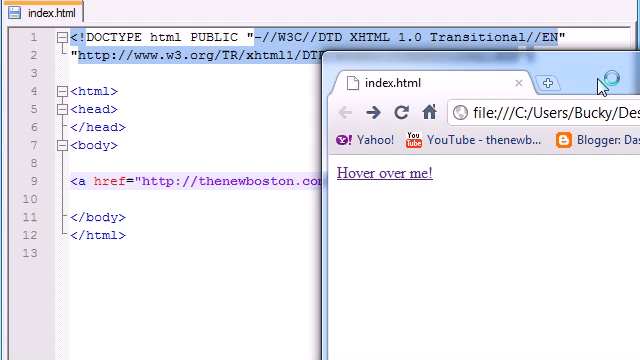 index.html
1 <!DOCTYPE html PUBLIC "-//W3C//DTD XHTML 1.0 Transitional//EN"
2 "http://www.w3.org/TR/xhtml1/DT
3
4 <html>
5 <head>
6 </head>
7 <body>
8
9 <a href="http://thenewboston.com
10
11 </body>
12 </html>
13
index.html
file:///C:/Users/Bucky/Des
Yahoo! YouTube - thenewb... Blogger: Das
Hover over me!